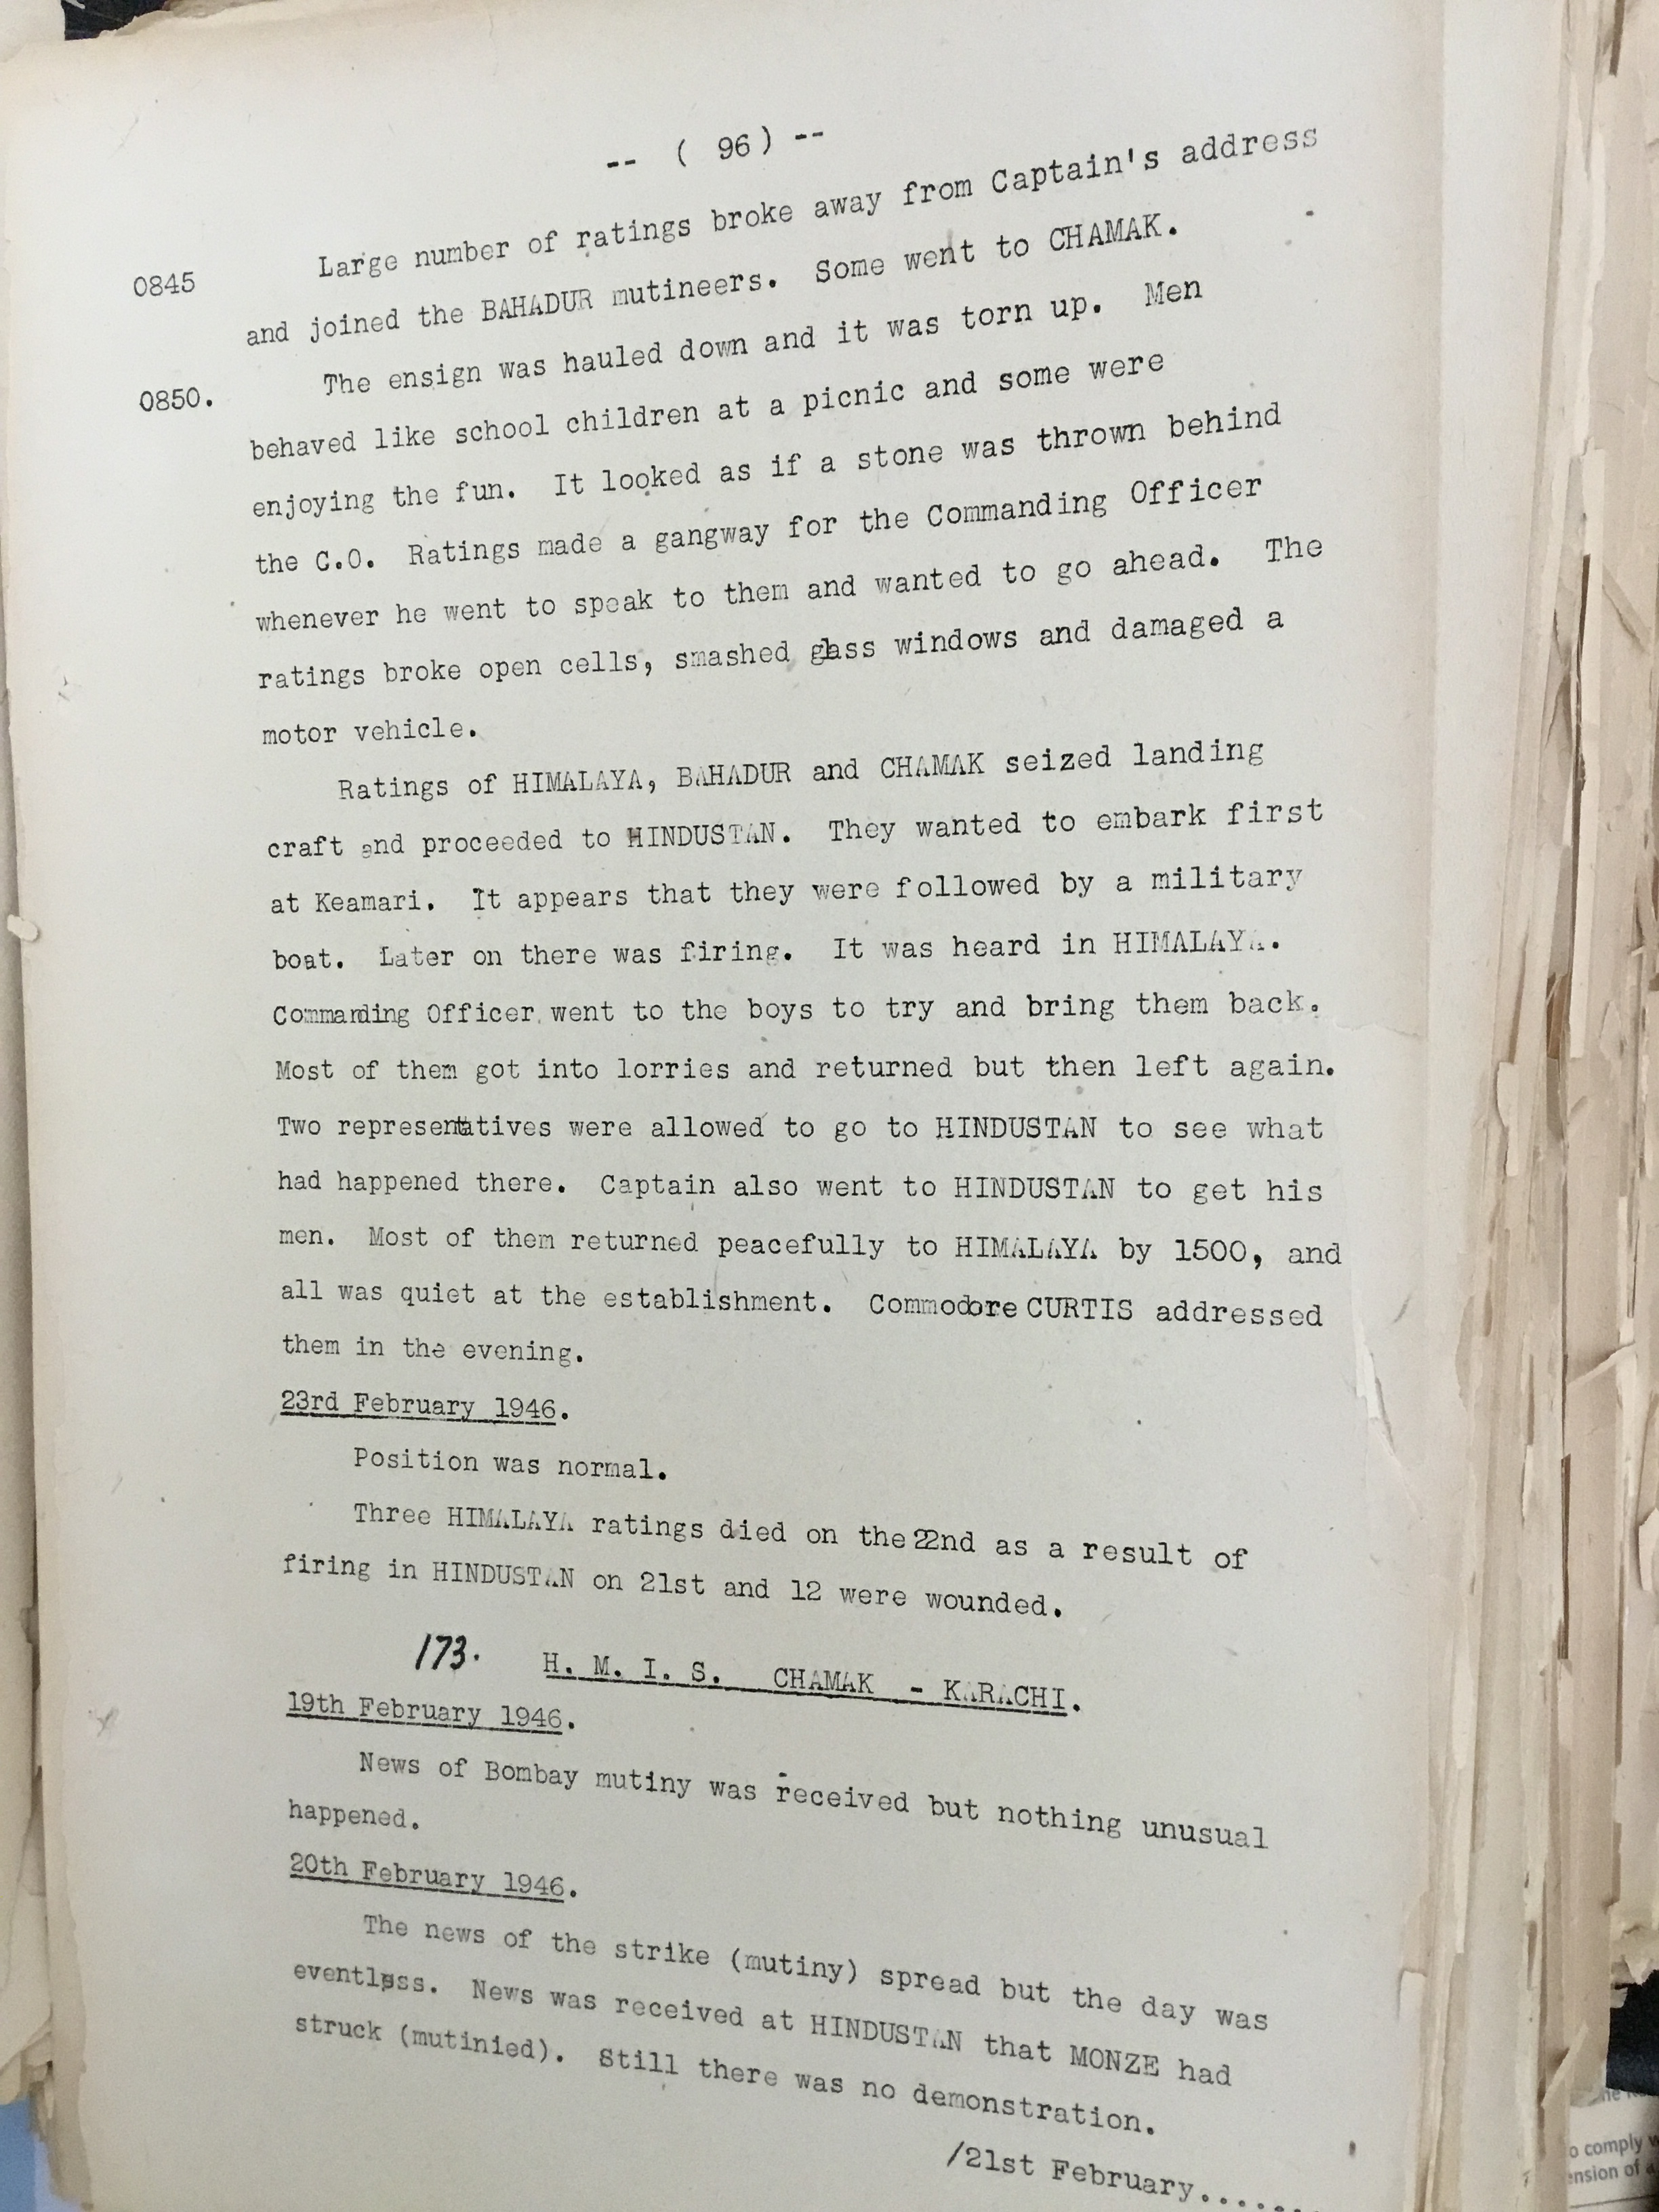 -- ( 96 ) --
0845 Large number of ratings broke away from Captain's address
and joined the BAHADUR mutineers. Some went to CHAMAK.
0850. The ensign was hauled down and it was torn up. Men
behaved like school children at a picnic and some were
enjoying the fun. It looked as if a stone was thrown behind
the C.O. Ratings made a gangway for the Commanding Officer
whenever he went to speak to them and wanted to go ahead. The
ratings broke open cells, smashed glass windows and damaged a
motor vehicle.
Ratings of HIMALAYA, BAHADUR and CHAMAK seized landing
craft and proceeded to HINDUSTAN. They wanted to embark first
at Keamari. It appears that they were followed by a military
boat. Later on there was firing. It was heard in HIMALAYA.
Commanding Officer went to the boys to try and bring them back.
Most of them got into lorries and returned but then left again.
Two representatives were allowed to go to HINDUSTAN to see what
had happened there. Captain also went to HINDUSTAN to get his
men. Most of them returned peacefully to HIMALAYA by 1500, and
all was quiet at the establishment. Commodore CURTIS addressed
them in the evening.
23rd February 1946.
Position was normal.
Three HIMALAYA ratings died on the 22nd as a result of
firing in HINDUSTAN on 21st and 12 were wounded.
173. H. M. I. S. CHAMAK - KARACHI.
19th February 1946.
News of Bombay mutiny was received but nothing unusual
happened.
20th February 1946.
The news of the strike (mutiny) spread but the day was
eventless. News was received at HINDUSTAN that MONZE had
struck (mutinied). Still there was no demonstration.
/21st February.......
o comply
ension of